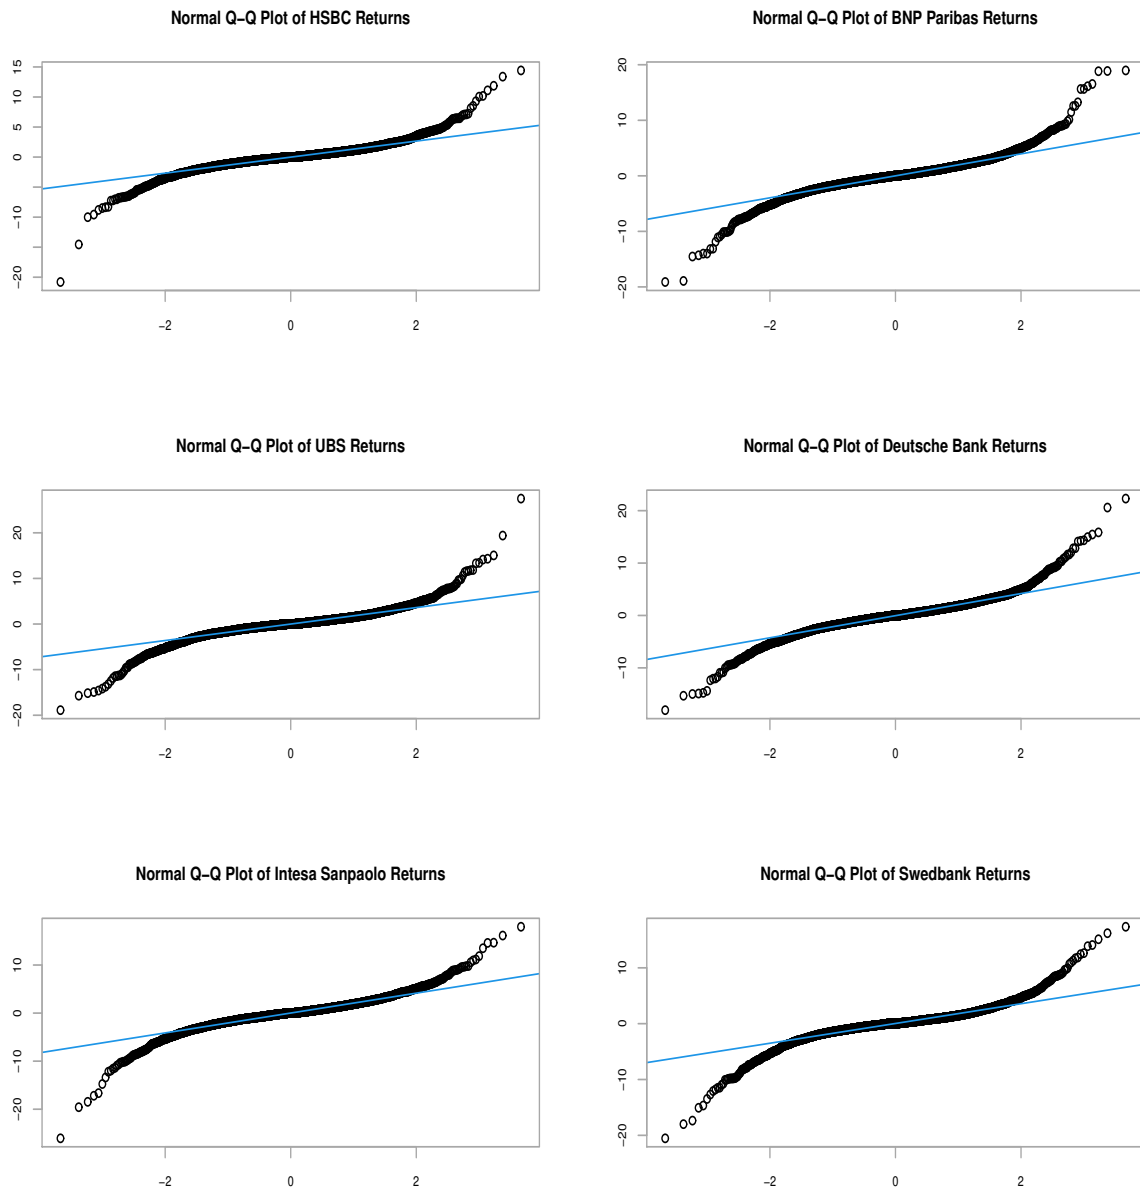 Normal Q−Q Plot of HSBC Returns
15
10
5
0
−10
−20
−2 0 2
Normal Q−Q Plot of BNP Paribas Returns
20
10
0
−10
−20
−2 0 2
Normal Q−Q Plot of UBS Returns
20
10
0
−10
−20
−2 0 2
Normal Q−Q Plot of Deutsche Bank Returns
20
10
0
−10
−2 0 2
Normal Q−Q Plot of Intesa Sanpaolo Returns
10
0
−10
−20
−2 0 2
Normal Q−Q Plot of Swedbank Returns
10
0
−10
−20
−2 0 2